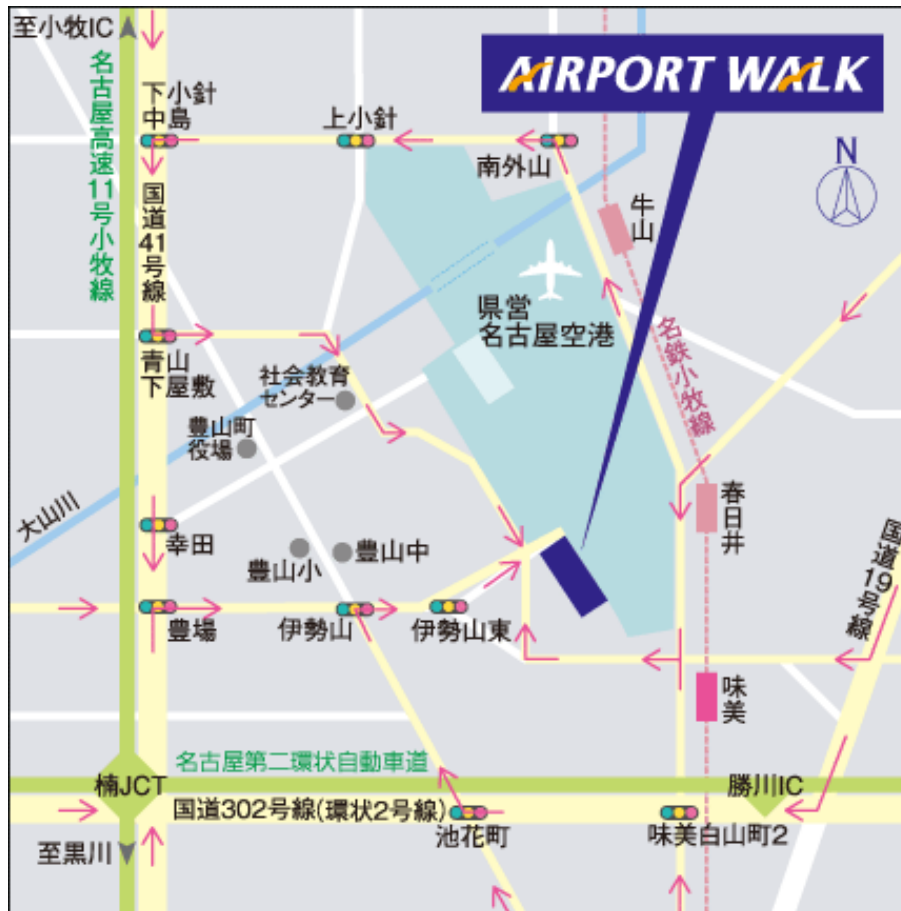 至小牧IC
AIRPORT WALK
名古屋高速11号小牧線
下小針
中島
上小針
南外山
N
国道41号線
牛山
県営
名古屋空港
名鉄小牧線
青山
下屋敷
社会教育
センター
豊山町
役場
大山川
春日井
幸田
豊山小
豊山中
国道19号線
豊場
伊勢山
伊勢山東
味美
名古屋第二環状自動車道
楠JCT
勝川IC
国道302号線(環状2号線)
池花町
味美白山町2
至黒川